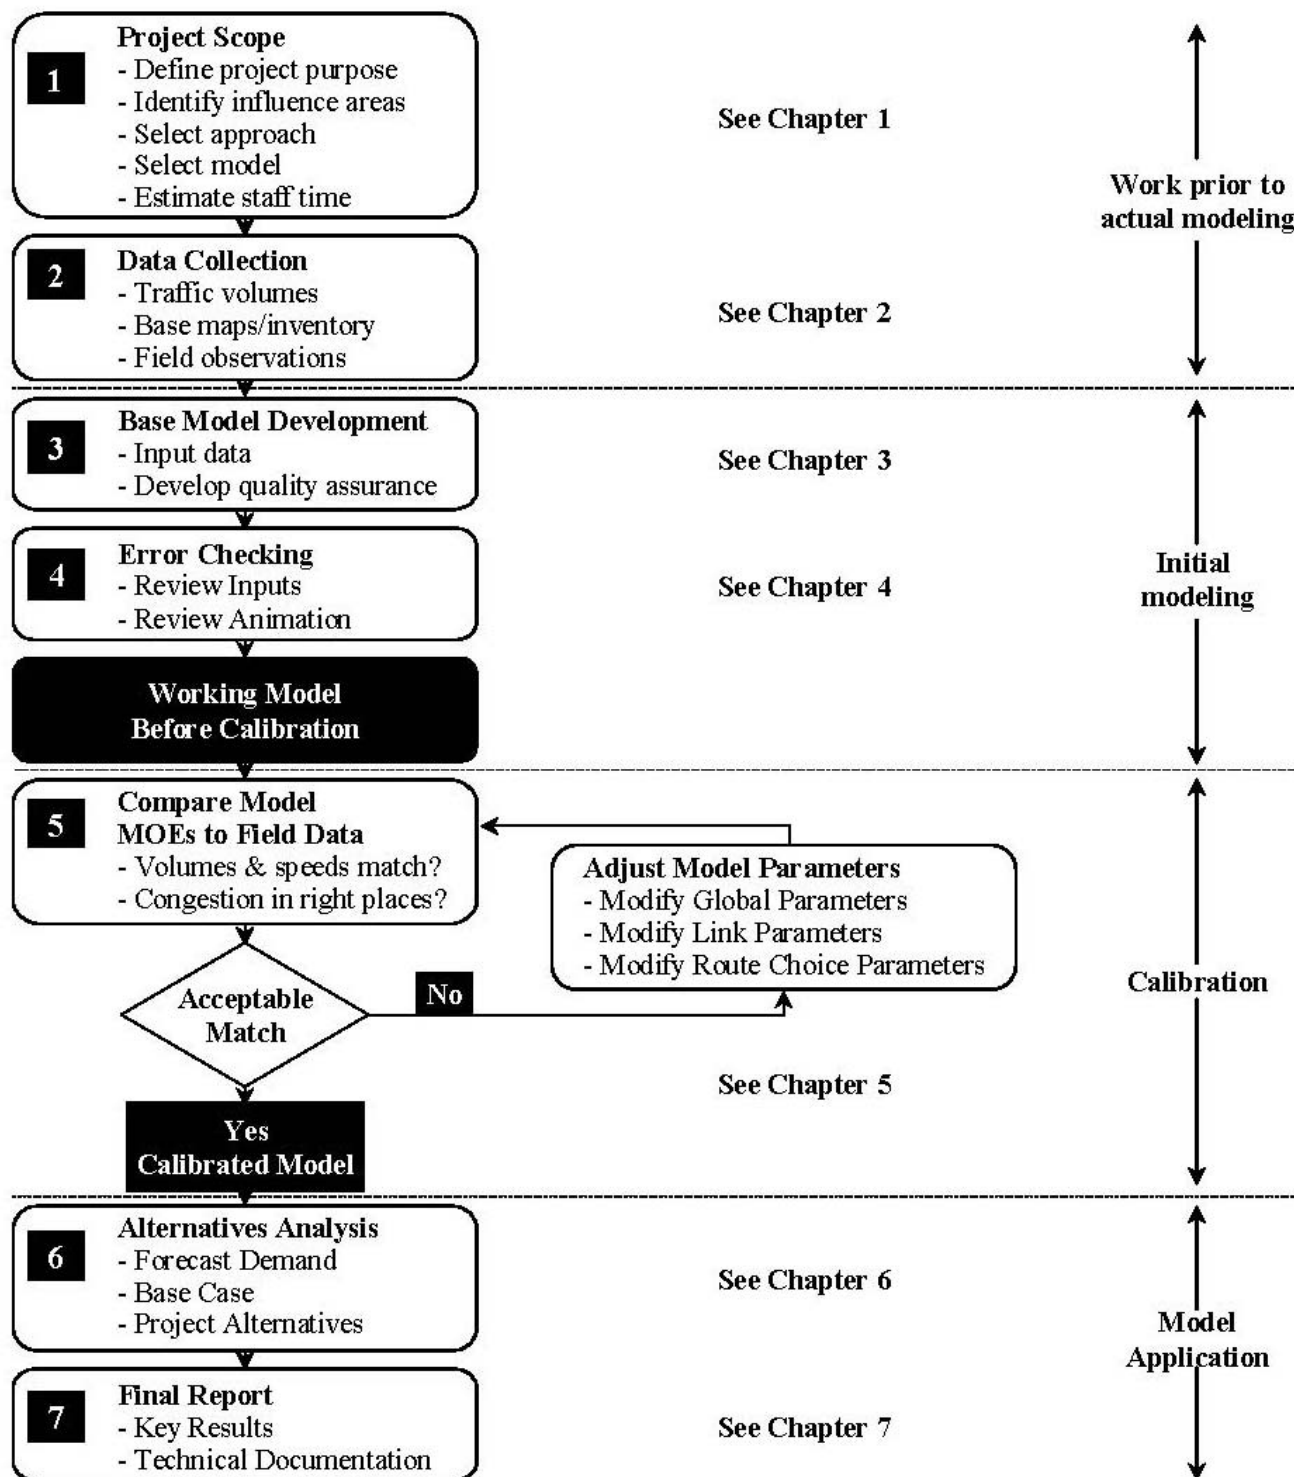 1
Project Scope
- Define project purpose
- Identify influence areas
- Select approach
- Select model
- Estimate staff time
See Chapter 1
Work prior to
actual modeling
2
Data Collection
- Traffic volumes
- Base maps/inventory
- Field observations
See Chapter 2
3
Base Model Development
- Input data
- Develop quality assurance
See Chapter 3
4
Error Checking
- Review Inputs
- Review Animation
See Chapter 4
Initial
modeling
Working Model
Before Calibration
5
Compare Model
MOEs to Field Data
- Volumes & speeds match?
- Congestion in right places?
Adjust Model Parameters
- Modify Global Parameters
- Modify Link Parameters
- Modify Route Choice Parameters
Calibration
Acceptable
Match
No
See Chapter 5
Yes
Calibrated Model
6
Alternatives Analysis
- Forecast Demand
- Base Case
- Project Alternatives
See Chapter 6
Model
Application
7
Final Report
- Key Results
- Technical Documentation
See Chapter 7